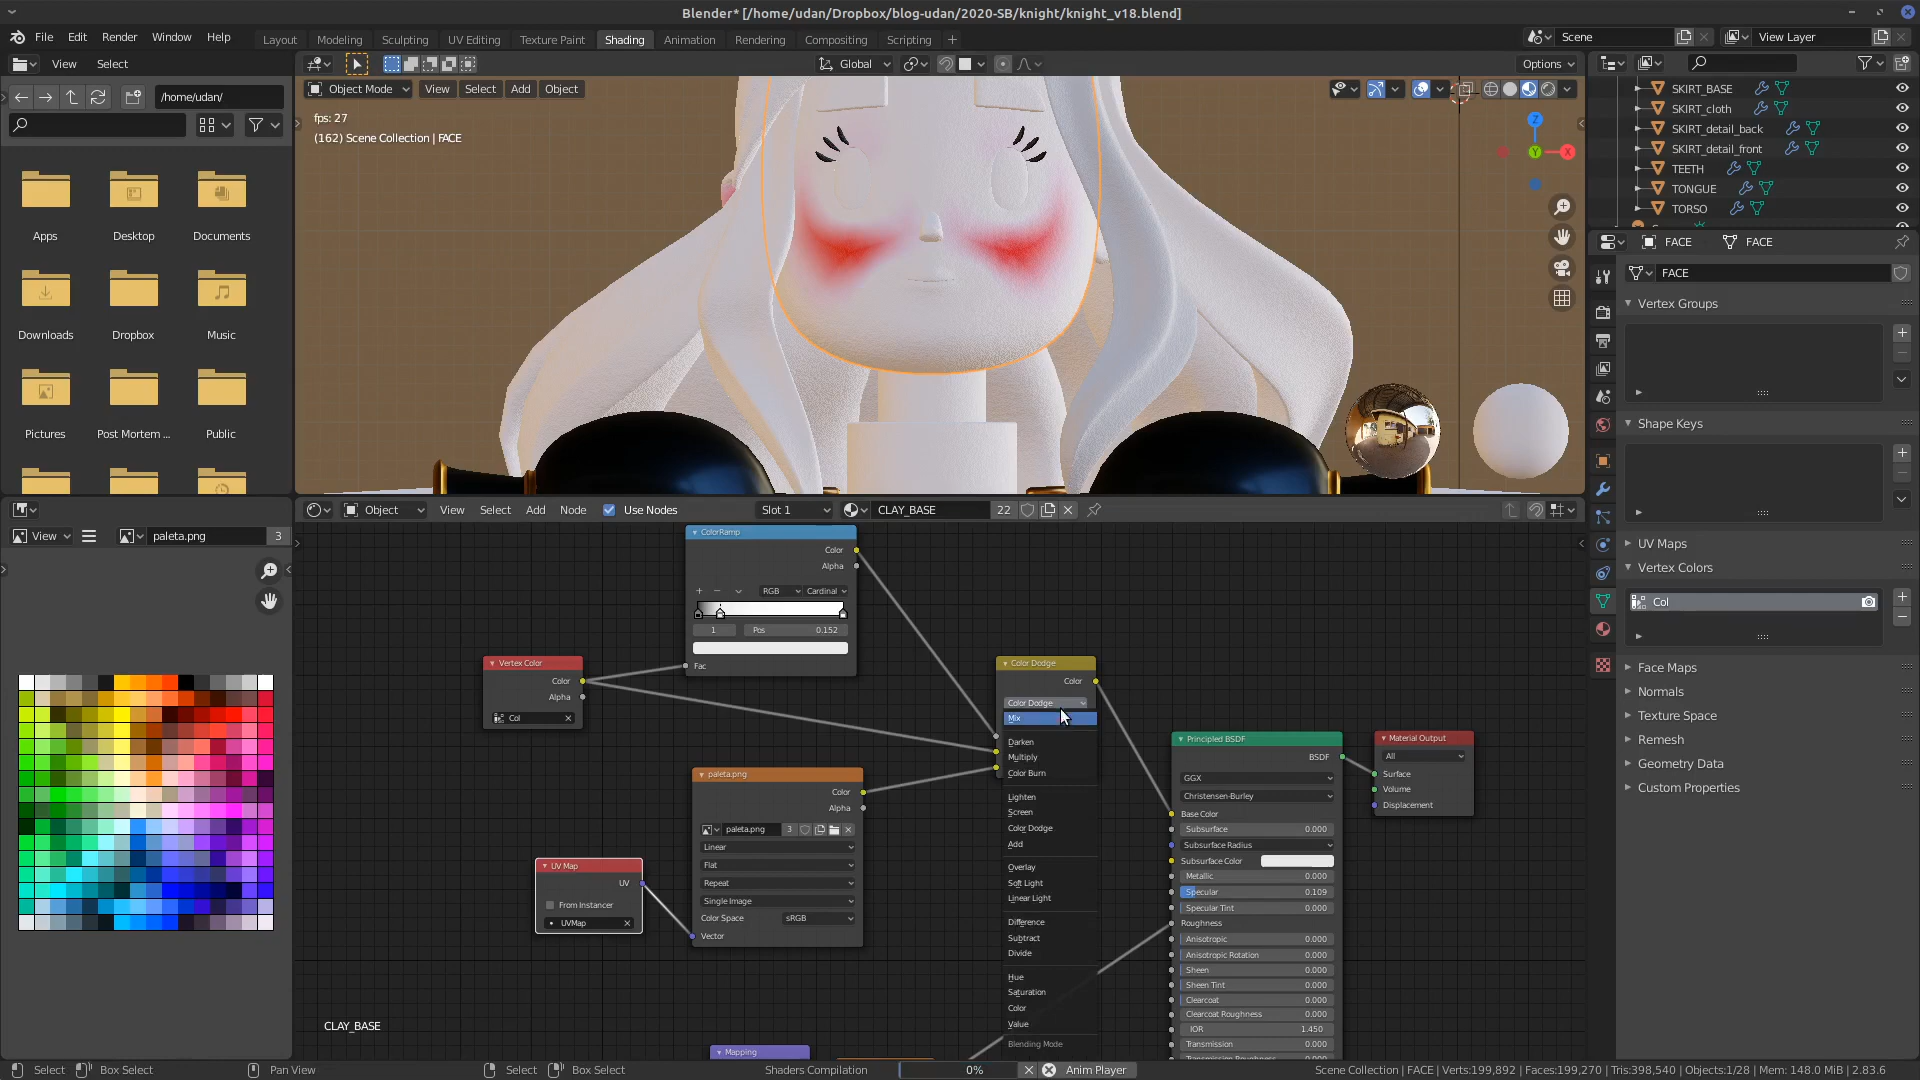 Blender* [/home/udan/Dropbox/blog-udan/2020-SB/knight/knight_v18.blend]
File Edit Render Window Help
Layout Modeling Sculpting UV Editing Texture Paint Shading Animation Rendering Compositing Scripting +
Scene
View Layer
View Select
Global
Options
/home/udan/
Object Mode View Select Add Object
fps: 27
(162) Scene Collection | FACE
Z
Y
X
Apps Desktop Documents
Downloads Dropbox Music
Pictures Post Mortem ... Public
SKIRT_BASE
SKIRT_cloth
SKIRT_detail_back
SKIRT_detail_front
TEETH
TONGUE
TORSO
FACE FACE
FACE
Vertex Groups
Shape Keys
UV Maps
Vertex Colors
Col
Face Maps
Normals
Texture Space
Remesh
Geometry Data
Custom Properties
View
paleta.png 3
Object View Select Add Node Use Nodes Slot 1 CLAY_BASE 22
ColorRamp
Color
Alpha
RGB Cardinal
1 Pos 0.152
Fac
Vertex Color
Color
Alpha
Col
paleta.png
Color
Alpha
paleta.png 3
Linear
Flat
Repeat
Single Image
Color Space sRGB
Vector
UV Map
UV
From Instancer
UVMap
Mapping
Color Dodge
Color
Color Dodge
Mix
Darken
Multiply
Color Burn
Lighten
Screen
Color Dodge
Add
Overlay
Soft Light
Linear Light
Difference
Subtract
Divide
Hue
Saturation
Color
Value
Blending Mode
Principled BSDF
BSDF
GGX
Christensen-Burley
Base Color
Subsurface 0.000
Subsurface Radius
Subsurface Color
Metallic 0.000
Specular 0.109
Specular Tint 0.000
Roughness
Anisotropic 0.000
Anisotropic Rotation 0.000
Sheen 0.000
Sheen Tint 0.000
Clearcoat 0.000
Clearcoat Roughness 0.000
IOR 1.450
Transmission 0.000
Material Output
All
Surface
Volume
Displacement
CLAY_BASE
Select Box Select Pan View Select Box Select Shaders Compilation 0% Anim Player Scene Collection | FACE | Verts:199,892 | Faces:199,270 | Tris:398,540 | Objects:1/28 | Mem: 148.0 MiB | 2.83.6